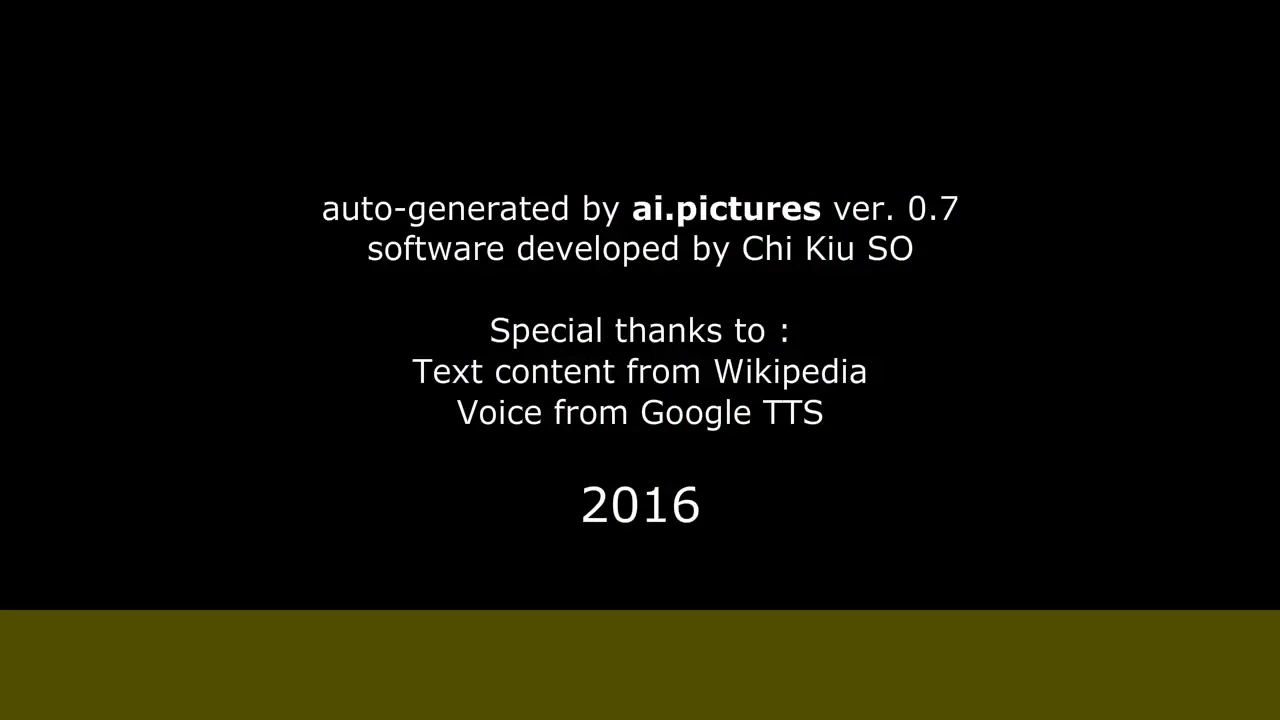 auto-generated by ai.pictures ver. 0.7
software developed by Chi Kiu SO
Special thanks to :
Text content from Wikipedia
Voice from Google TTS
2016